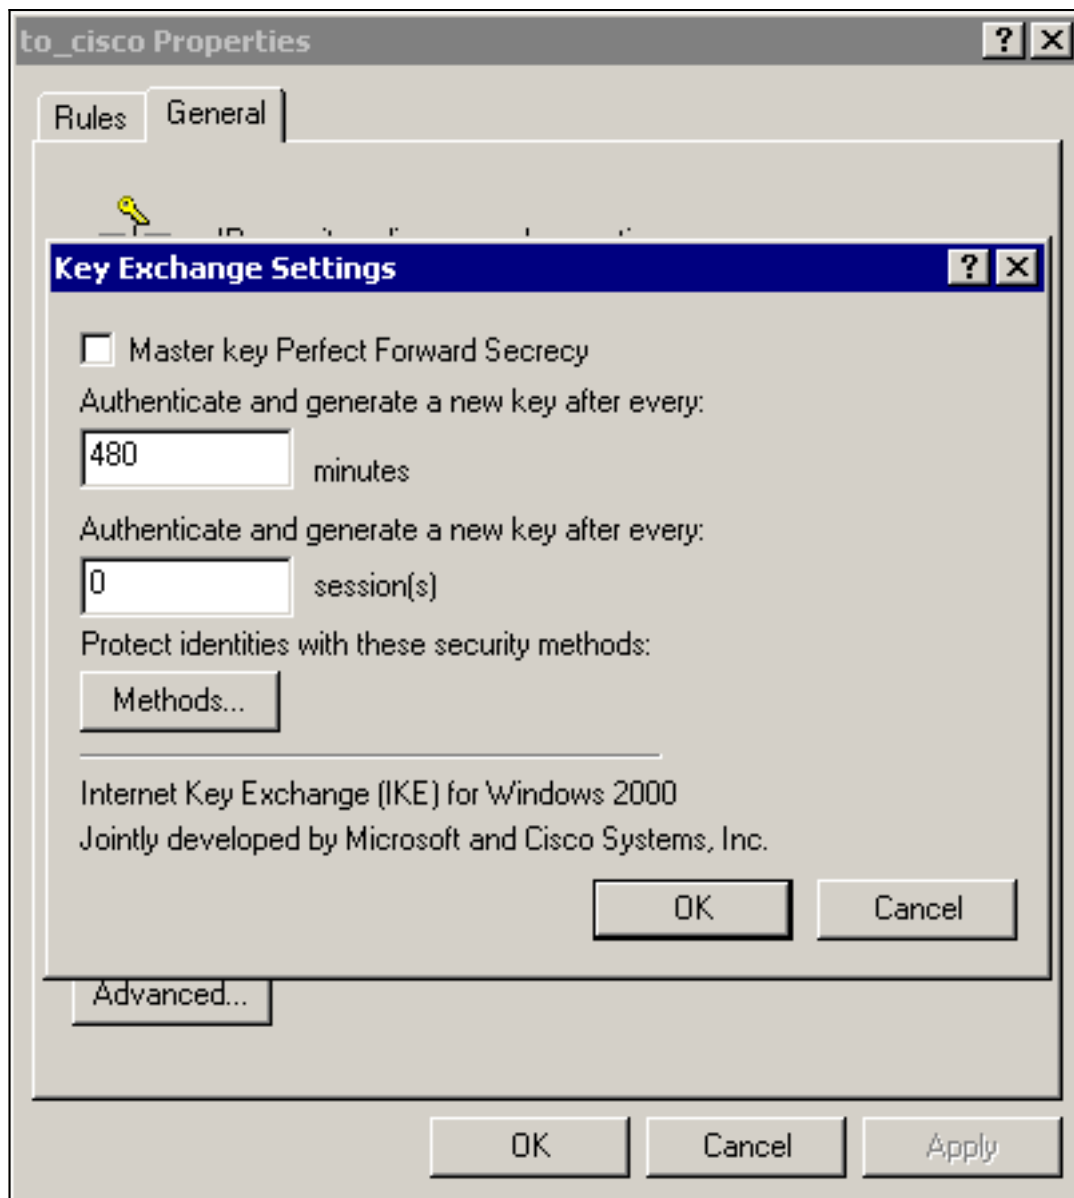 to_cisco Properties
Rules
General
Key Exchange Settings
Master key Perfect Forward Secrecy
Authenticate and generate a new key after every:
480
minutes
Authenticate and generate a new key after every:
0
session(s)
Protect identities with these security methods:
Methods...
Internet Key Exchange (IKE) for Windows 2000
Jointly developed by Microsoft and Cisco Systems, Inc.
OK
Cancel
Advanced...
OK
Cancel
Apply